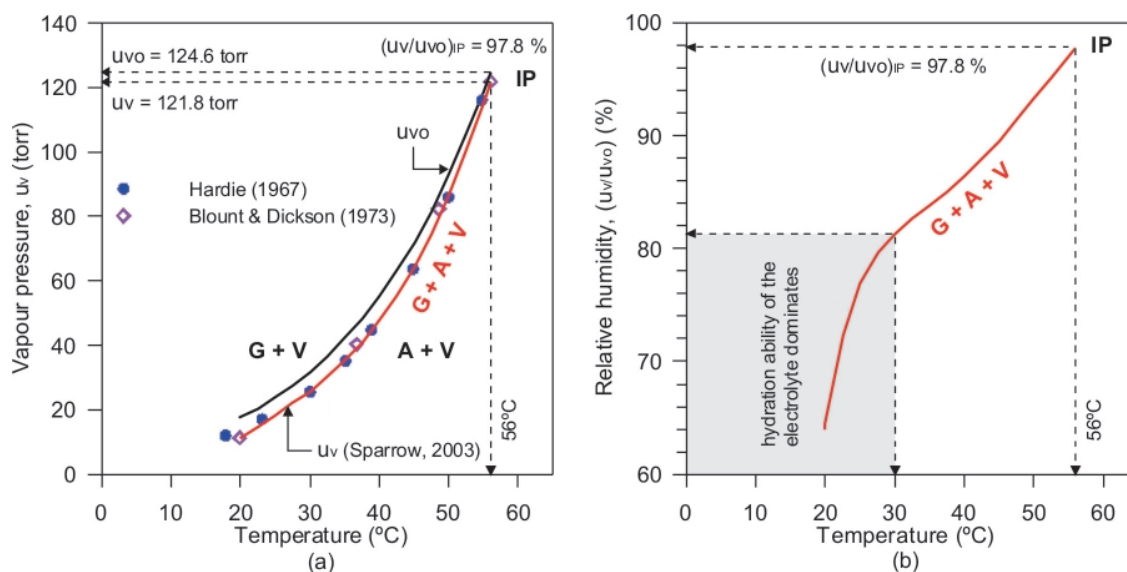 140
120
100
80
60
40
20
0
Vapour pressure, uv (torr)
uvo = 124.6 torr
(uv/uvo)IP = 97.8 %
IP
uv = 121.8 torr
uvo
Hardie (1967)
Blount & Dickson (1973)
G + A + V
G + V
A + V
uv (Sparrow, 2003)
56ºC
0 10 20 30 40 50 60
Temperature (ºC)
(a)
100
90
80
70
60
Relative humidity, (uv/uvo) (%)
IP
(uv/uvo)IP = 97.8 %
G + A + V
hydration ability of the
electrolyte dominates
56ºC
0 10 20 30 40 50 60
Temperature (ºC)
(b)